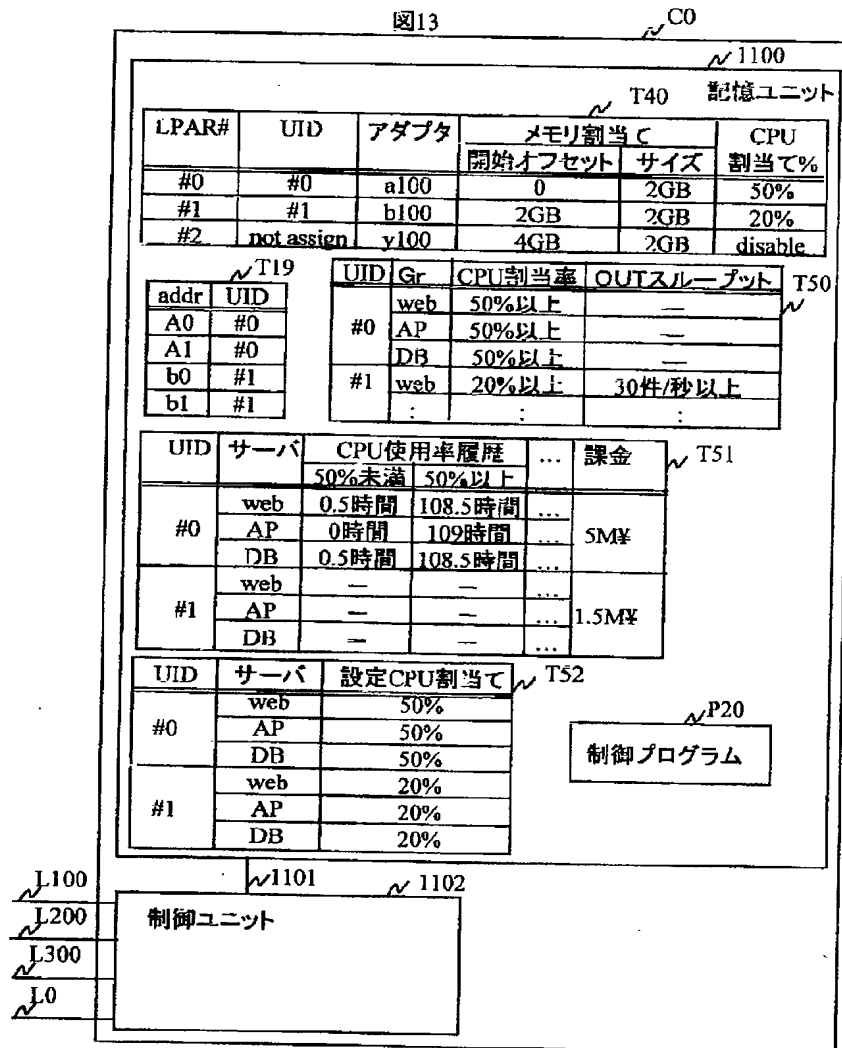 図13
C0
1100
記憶ユニット
T40
LPAR# UID アダプタ メモリ割当て CPU
開始オフセット サイズ 割当て%
#0 #0 a100 0 2GB 50%
#1 #1 b100 2GB 2GB 20%
#2 not assign y100 4GB 2GB disable
T19
addr UID
A0 #0
A1 #0
b0 #1
b1 #1
T50
UID Gr CPU割当率 OUTスループット
#0 web 50%以上 —
AP 50%以上 —
DB 50%以上 —
#1 web 20%以上 30件/秒以上
: : :
T51
UID サーバ CPU使用率履歴 … 課金
50%未満 50%以上
#0 web 0.5時間 108.5時間 … 5M¥
AP 0時間 109時間 …
DB 0.5時間 108.5時間 …
#1 web — — … 1.5M¥
AP — — …
DB — — …
T52
UID サーバ 設定CPU割当て
#0 web 50%
AP 50%
DB 50%
#1 web 20%
AP 20%
DB 20%
P20
制御プログラム
1101
1102
制御ユニット
L100
L200
L300
L0